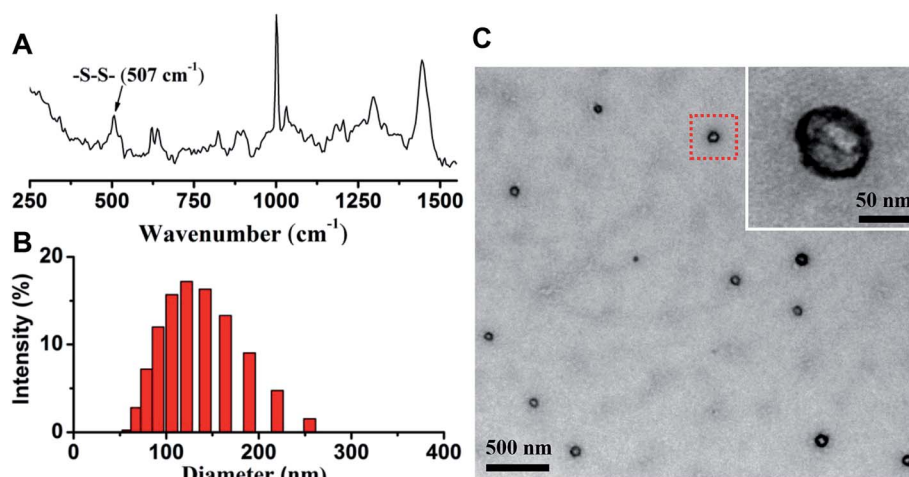 A
-S-S- (507 cm⁻¹)
250 500 750 1000 1250 1500
Wavenumber (cm⁻¹)
B
Intensity (%)
20
10
0
0 100 200 300 400
Diameter (nm)
C
50 nm
500 nm